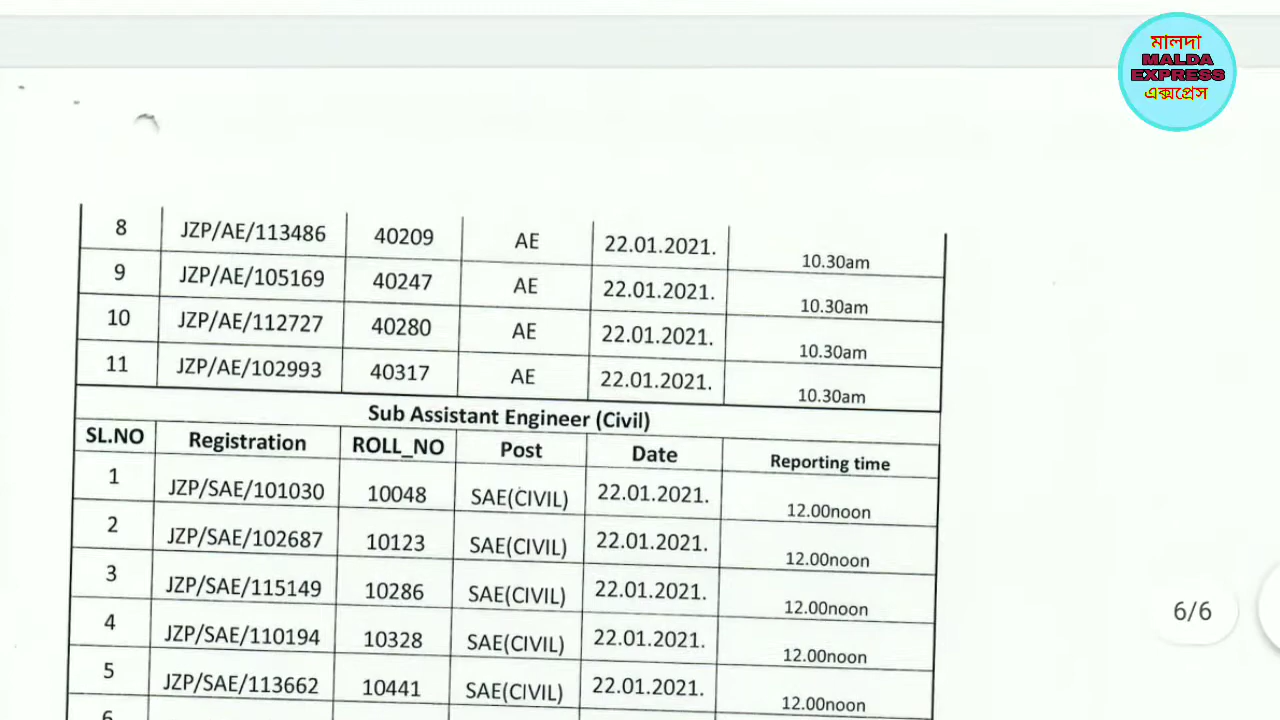 মালদা
MALDA
EXPRESS
এক্সপ্রেস
8 JZP/AE/113486 40209 AE 22.01.2021. 10.30am
9 JZP/AE/105169 40247 AE 22.01.2021. 10.30am
10 JZP/AE/112727 40280 AE 22.01.2021. 10.30am
11 JZP/AE/102993 40317 AE 22.01.2021. 10.30am
Sub Assistant Engineer (Civil)
SL.NO Registration ROLL_NO Post Date Reporting time
1 JZP/SAE/101030 10048 SAE(CIVIL) 22.01.2021. 12.00noon
2 JZP/SAE/102687 10123 SAE(CIVIL) 22.01.2021. 12.00noon
3 JZP/SAE/115149 10286 SAE(CIVIL) 22.01.2021. 12.00noon
4 JZP/SAE/110194 10328 SAE(CIVIL) 22.01.2021. 12.00noon
5 JZP/SAE/113662 10441 SAE(CIVIL) 22.01.2021. 12.00noon
6/6